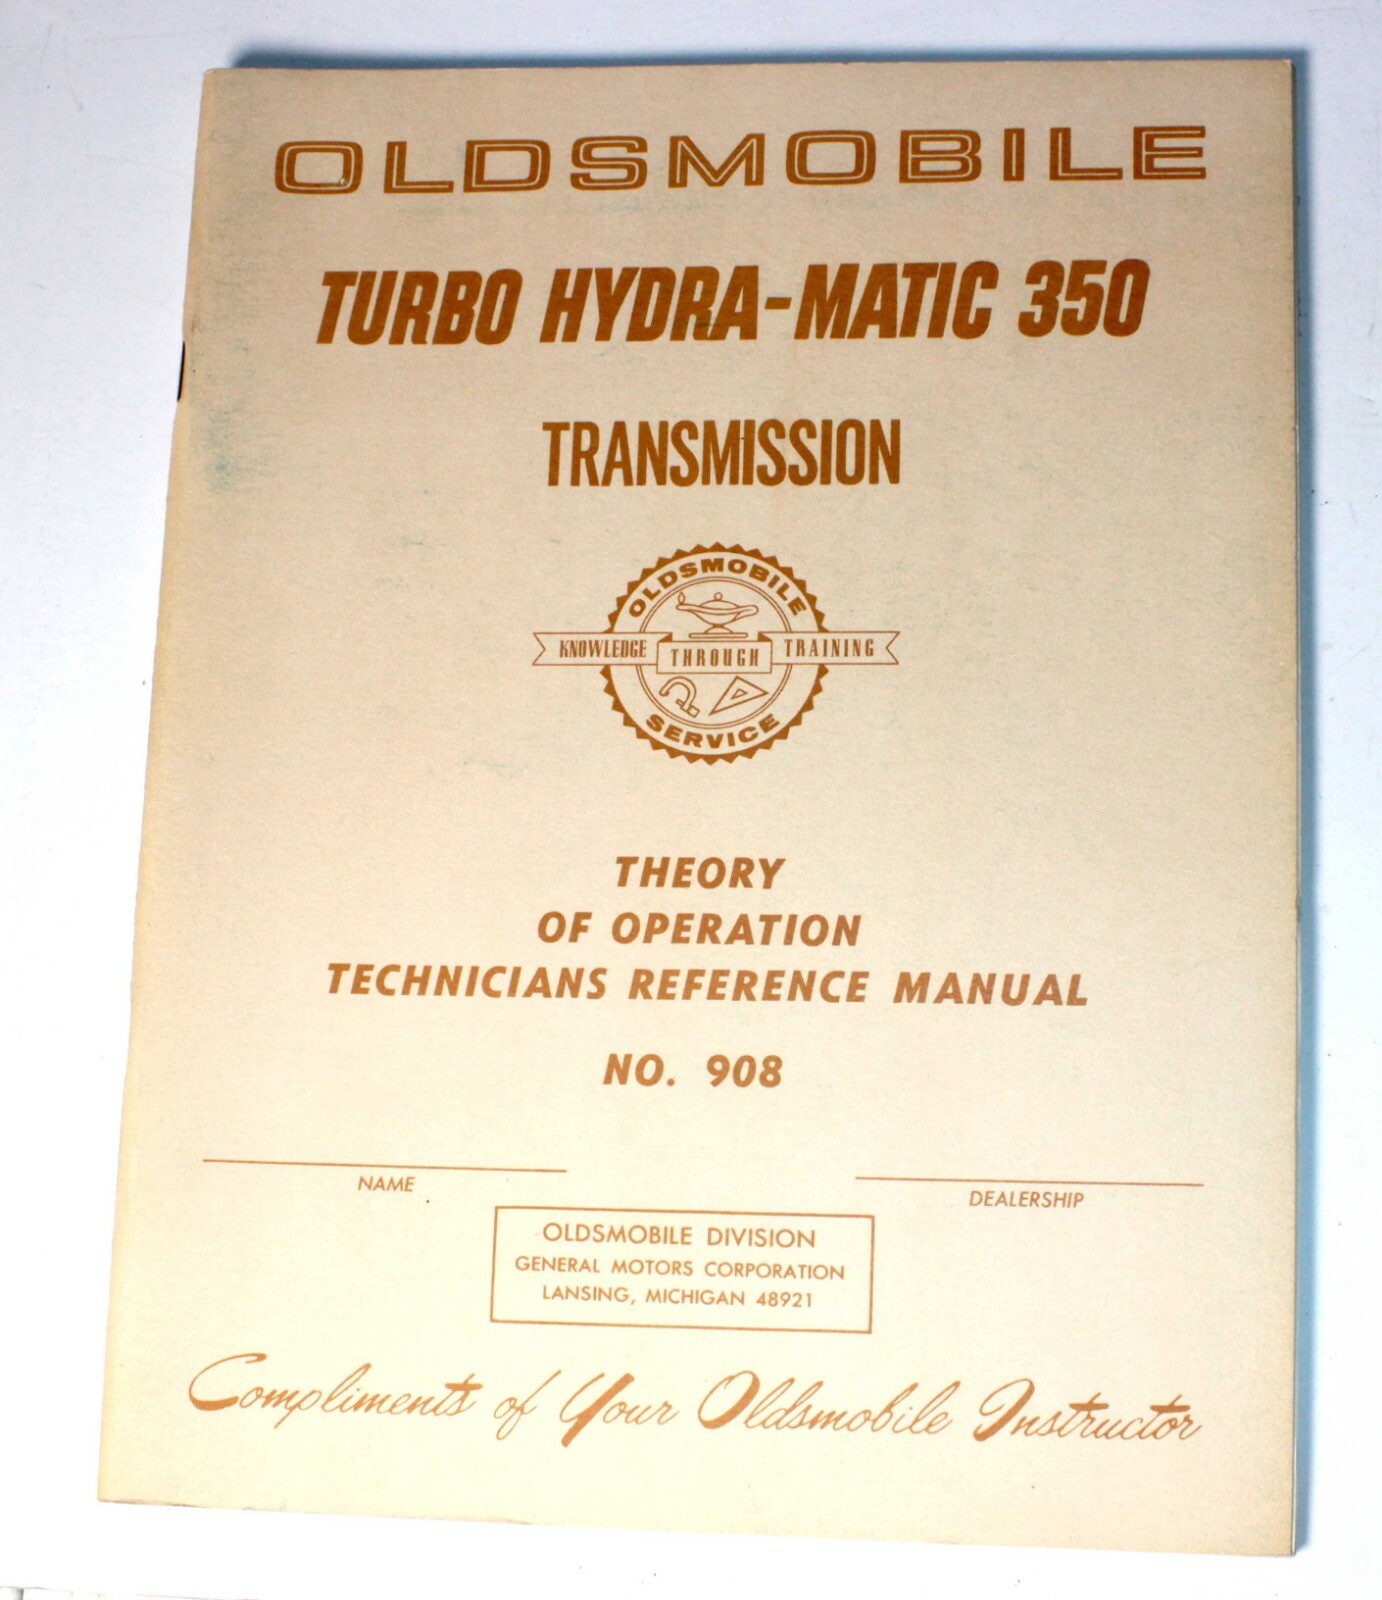 OLDSMOBILE
TURBO HYDRA-MATIC 350
TRANSMISSION
OLDSMOBILE
KNOWLEDGE THROUGH TRAINING
SERVICE
THEORY
OF OPERATION
TECHNICIANS REFERENCE MANUAL
NO. 908
NAME
DEALERSHIP
OLDSMOBILE DIVISION
GENERAL MOTORS CORPORATION
LANSING, MICHIGAN 48921
Compliments of Your Oldsmobile Instructor